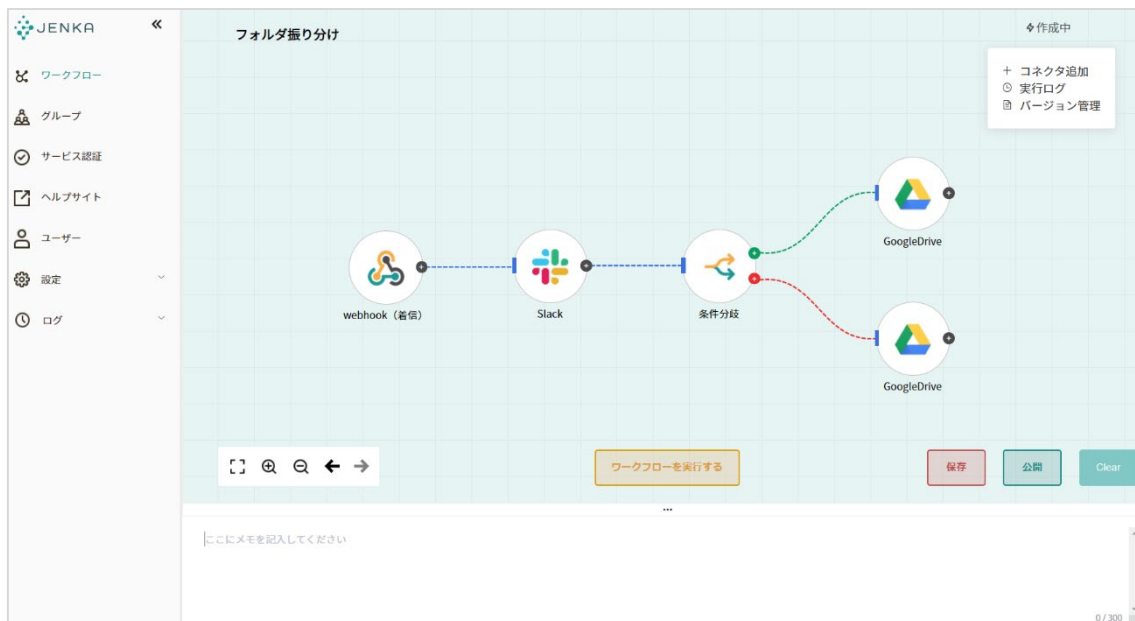 JENKA
«
フォルダ振り分け
作成中
+ コネクタ追加
実行ログ
バージョン管理
ワークフロー
グループ
サービス認証
ヘルプサイト
ユーザー
設定
ログ
webhook（着信）
Slack
条件分岐
GoogleDrive
GoogleDrive
ワークフローを実行する
保存
公開
Clear
...
ここにメモを記入してください
0 / 300